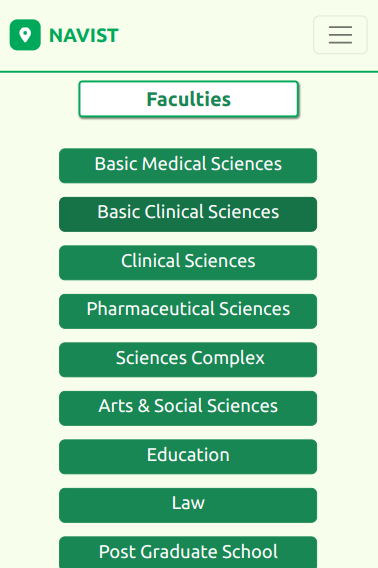 NAVIST
Faculties
Basic Medical Sciences
Basic Clinical Sciences
Clinical Sciences
Pharmaceutical Sciences
Sciences Complex
Arts & Social Sciences
Education
Law
Post Graduate School